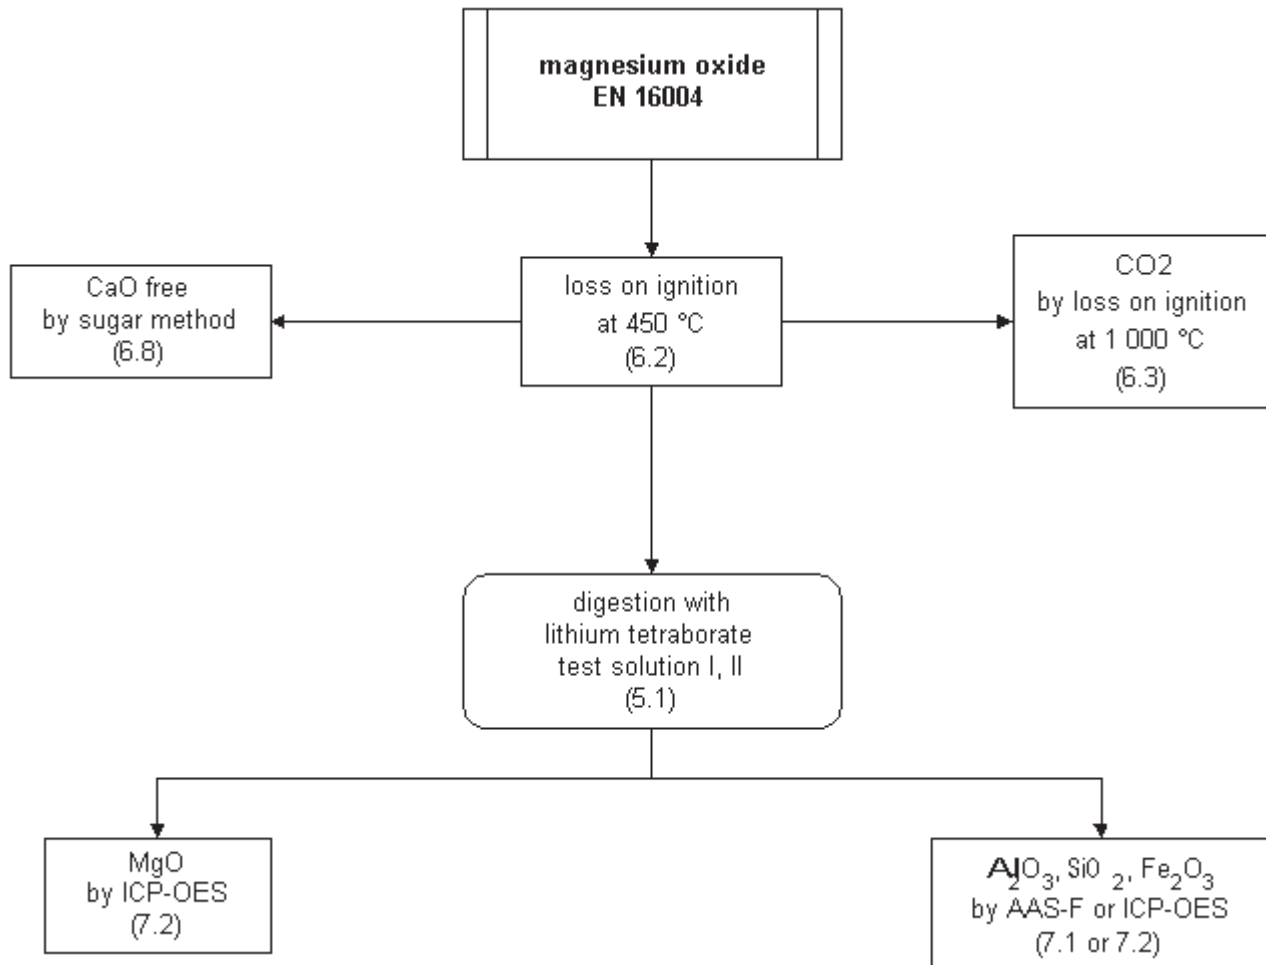 magnesium oxide
EN 16004
CaO free
by sugar method
(6.8)
loss on ignition
at 450 °C
(6.2)
CO2
by loss on ignition
at 1 000 °C
(6.3)
digestion with
lithium tetraborate
test solution I, II
(5.1)
MgO
by ICP-OES
(7.2)
Al₂O₃, SiO₂, Fe₂O₃
by AAS-F or ICP-OES
(7.1 or 7.2)